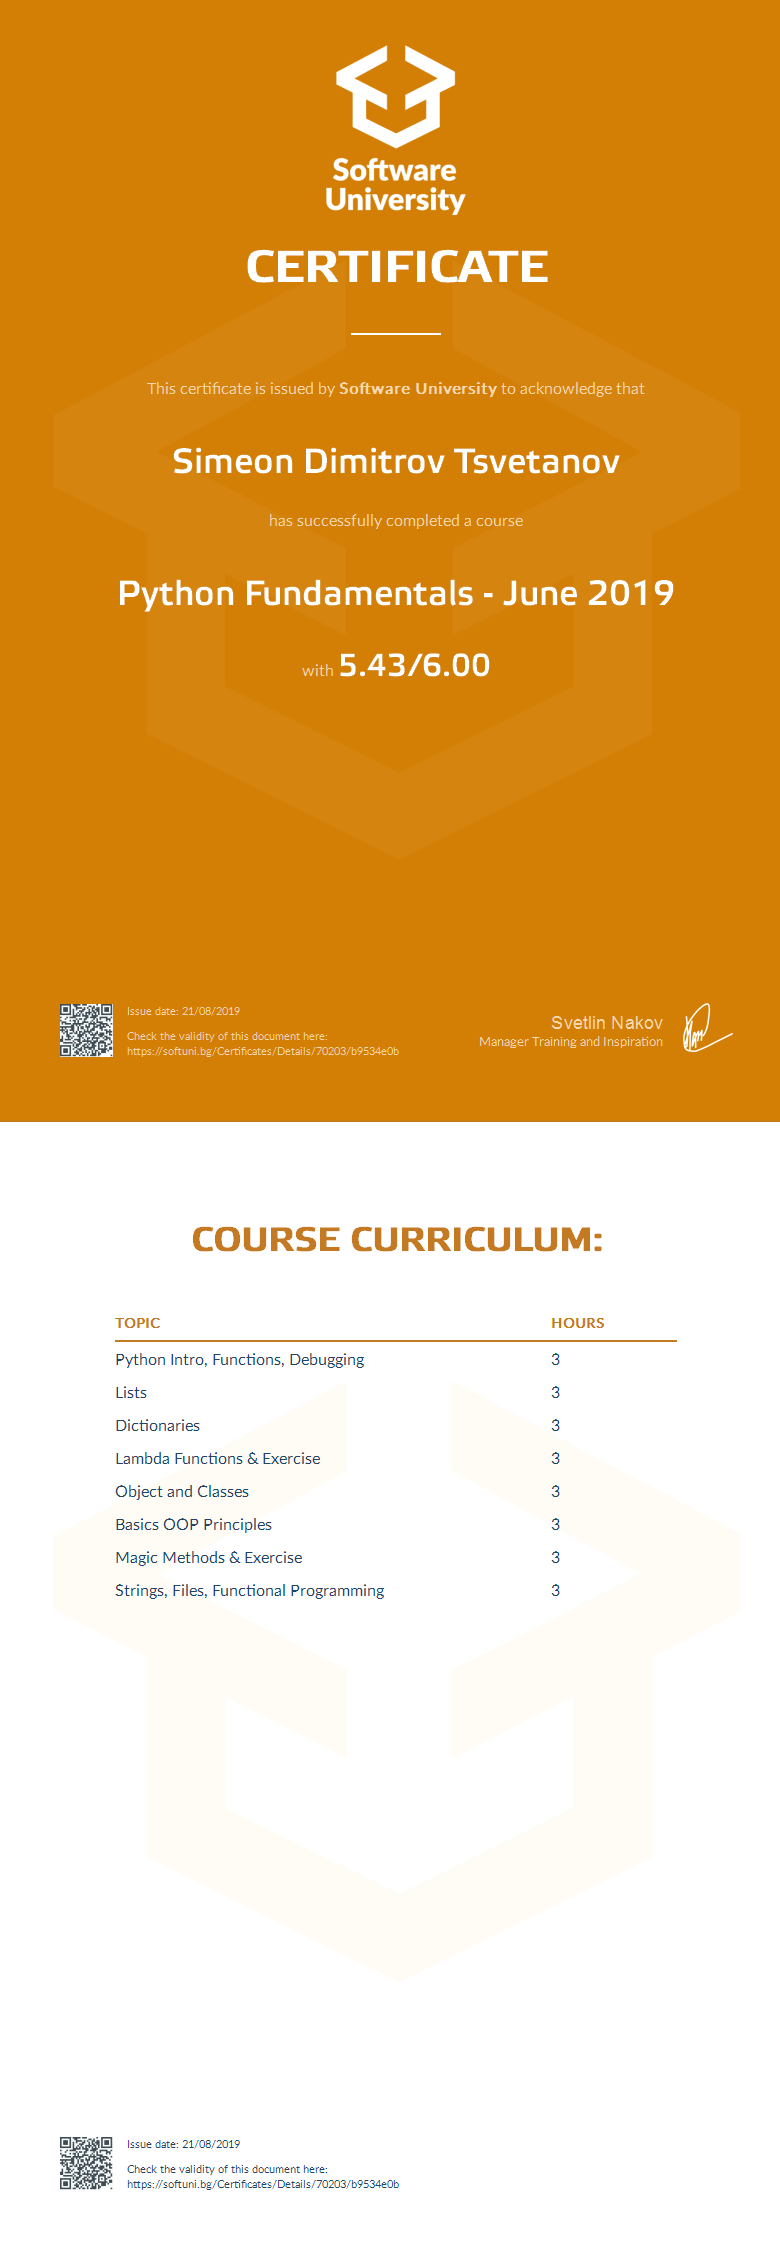 Software
University
CERTIFICATE
This certificate is issued by Software University to acknowledge that
Simeon Dimitrov Tsvetanov
has successfully completed a course
Python Fundamentals - June 2019
with 5.43/6.00
Issue date: 21/08/2019
Check the validity of this document here:
https://softuni.bg/Certificates/Details/70203/b9534e0b
Svetlin Nakov
Manager Training and Inspiration
COURSE CURRICULUM:
TOPIC HOURS
Python Intro, Functions, Debugging 3
Lists 3
Dictionaries 3
Lambda Functions & Exercise 3
Object and Classes 3
Basics OOP Principles 3
Magic Methods & Exercise 3
Strings, Files, Functional Programming 3
Issue date: 21/08/2019
Check the validity of this document here:
https://softuni.bg/Certificates/Details/70203/b9534e0b